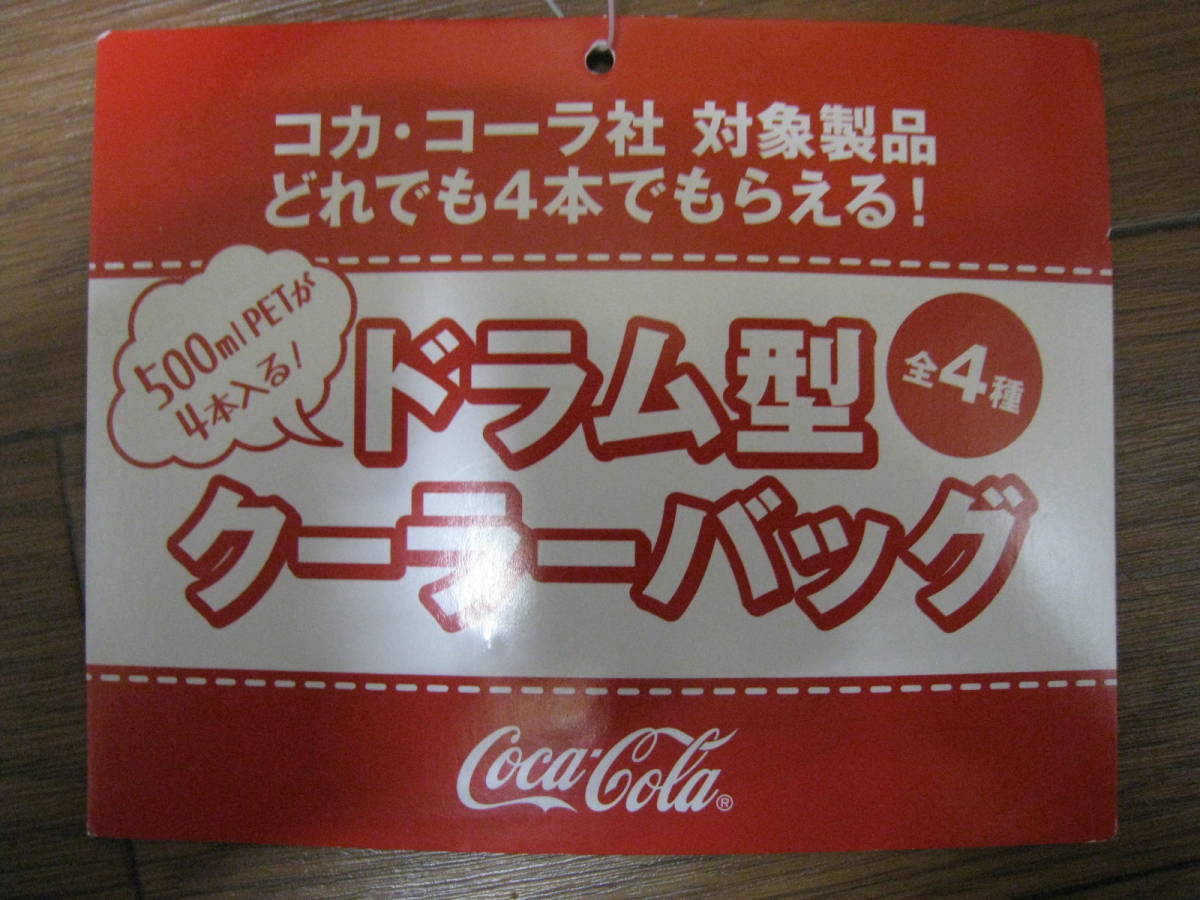 コカ・コーラ社 対象製品
どれでも4本でもらえる!
500ml PETが
4本入る!
ドラム型
全4種
クーラーバッグ
Coca-Cola®